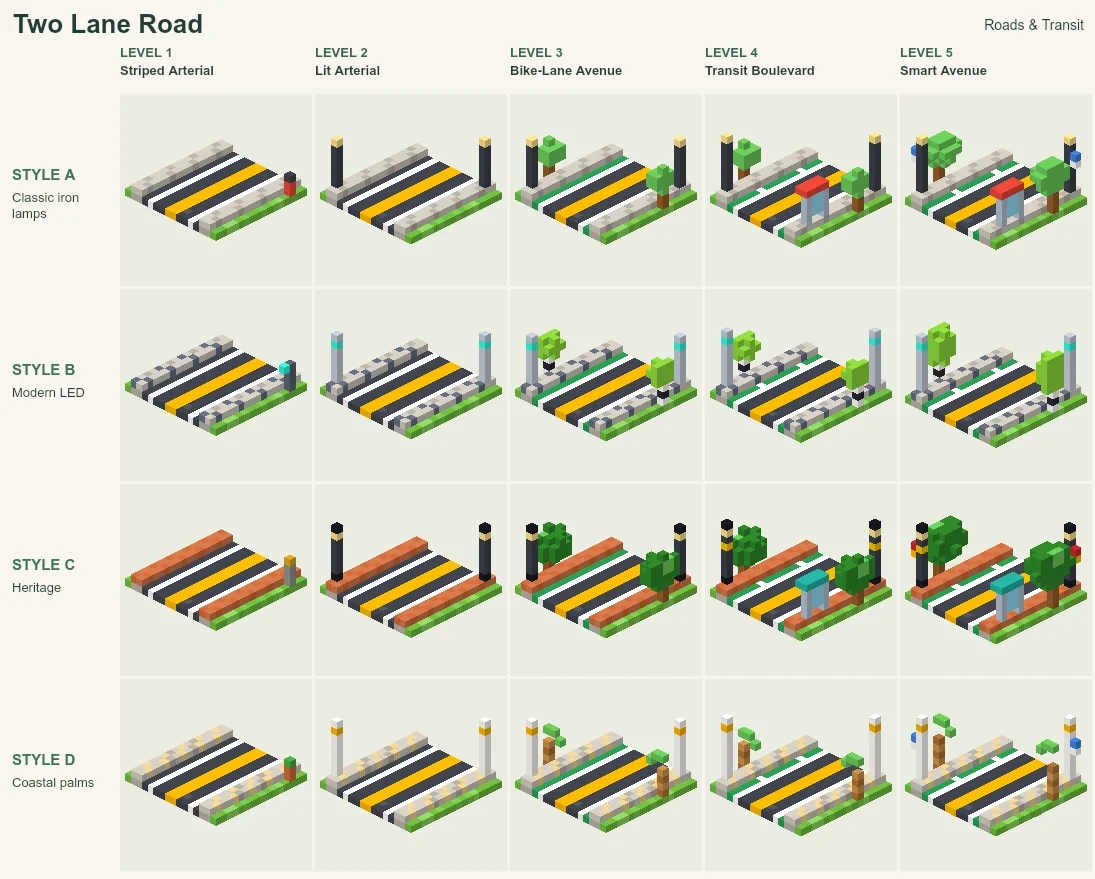 Two Lane Road
Roads & Transit
LEVEL 1
Striped Arterial
LEVEL 2
Lit Arterial
LEVEL 3
Bike-Lane Avenue
LEVEL 4
Transit Boulevard
LEVEL 5
Smart Avenue
STYLE A
Classic iron
lamps
STYLE B
Modern LED
STYLE C
Heritage
STYLE D
Coastal palms